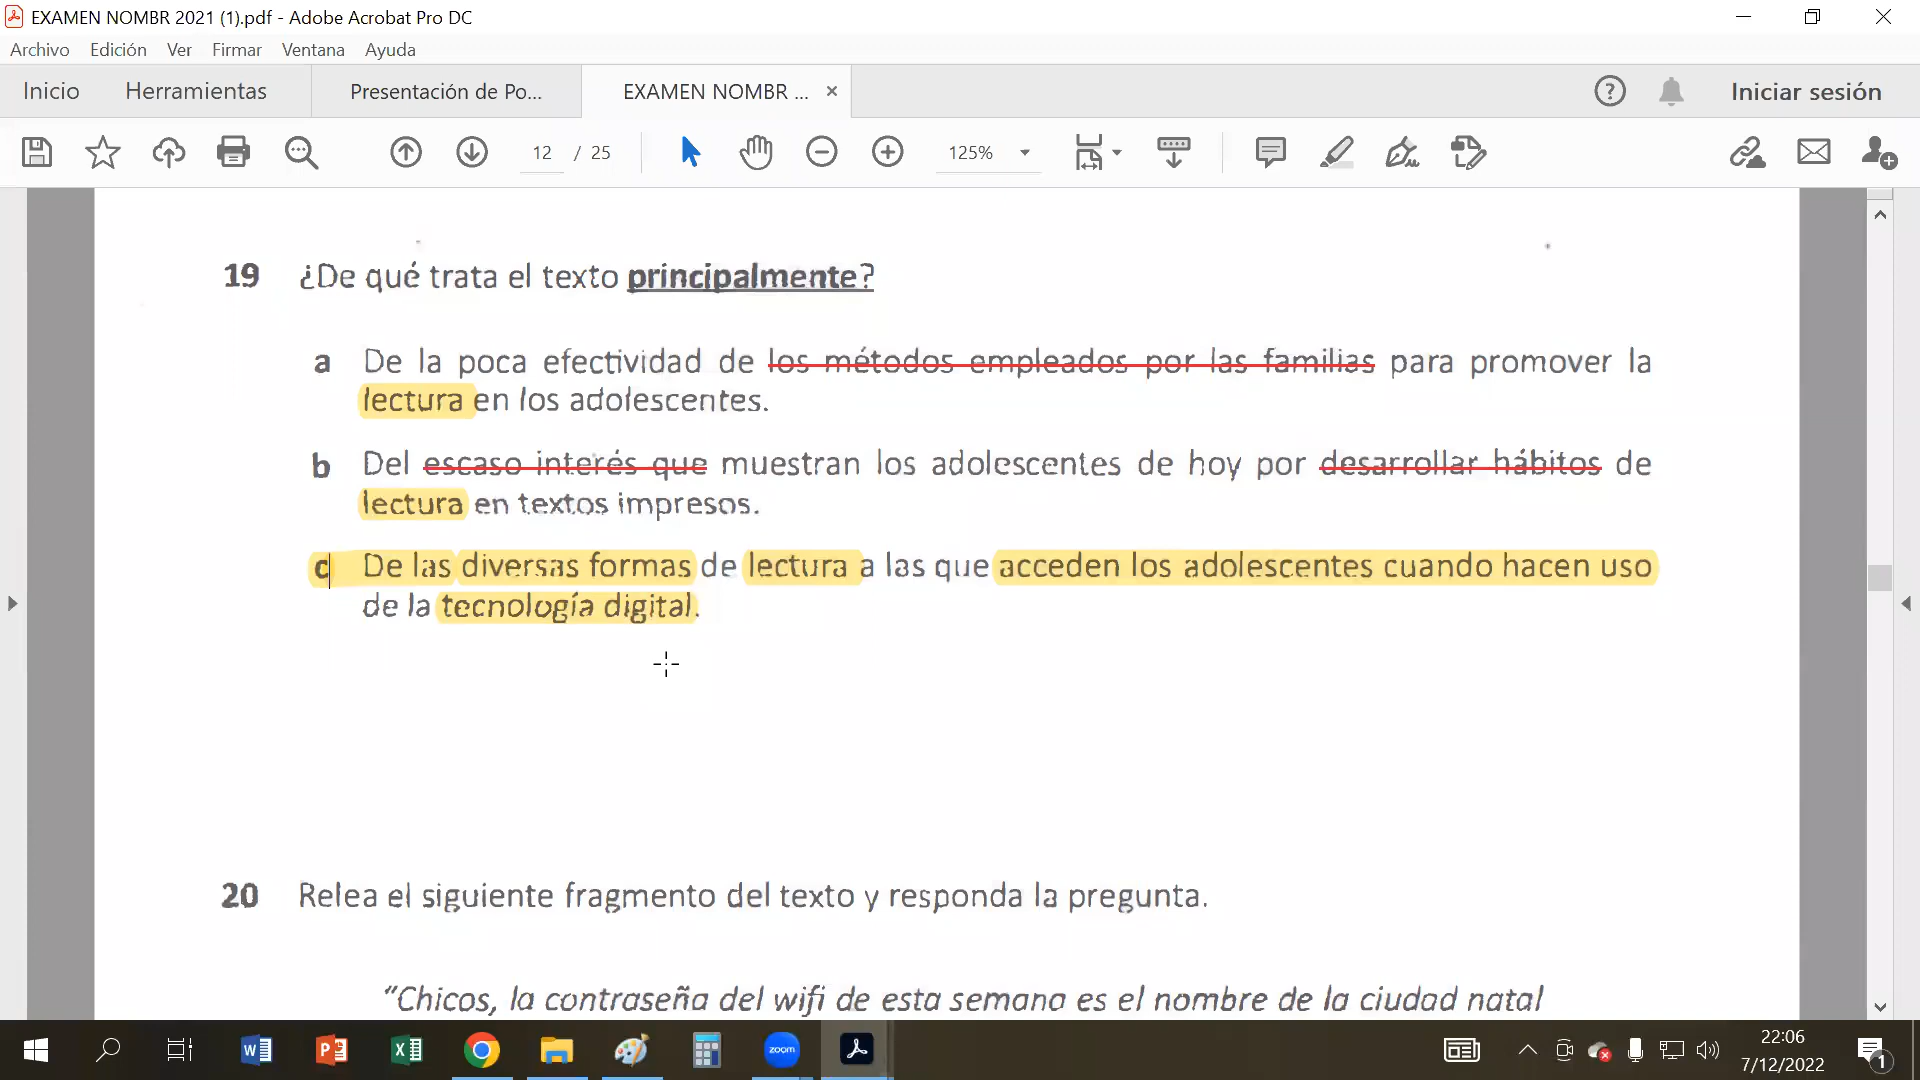 EXAMEN NOMBR 2021 (1).pdf - Adobe Acrobat Pro DC
Archivo Edición Ver Firmar Ventana Ayuda
Inicio Herramientas Presentación de Po... EXAMEN NOMBR ... × Iniciar sesión
12 / 25 125%
19 ¿De qué trata el texto principalmente?
a De la poca efectividad de los métodos empleados por las familias para promover la
lectura en los adolescentes.
b Del escaso interés que muestran los adolescentes de hoy por desarrollar hábitos de
lectura en textos impresos.
c De las diversas formas de lectura a las que acceden los adolescentes cuando hacen uso
de la tecnología digital.
20 Relea el siguiente fragmento del texto y responda la pregunta.
“Chicos, la contraseña del wifi de esta semana es el nombre de la ciudad natal
zoom
22:06
7/12/2022
1